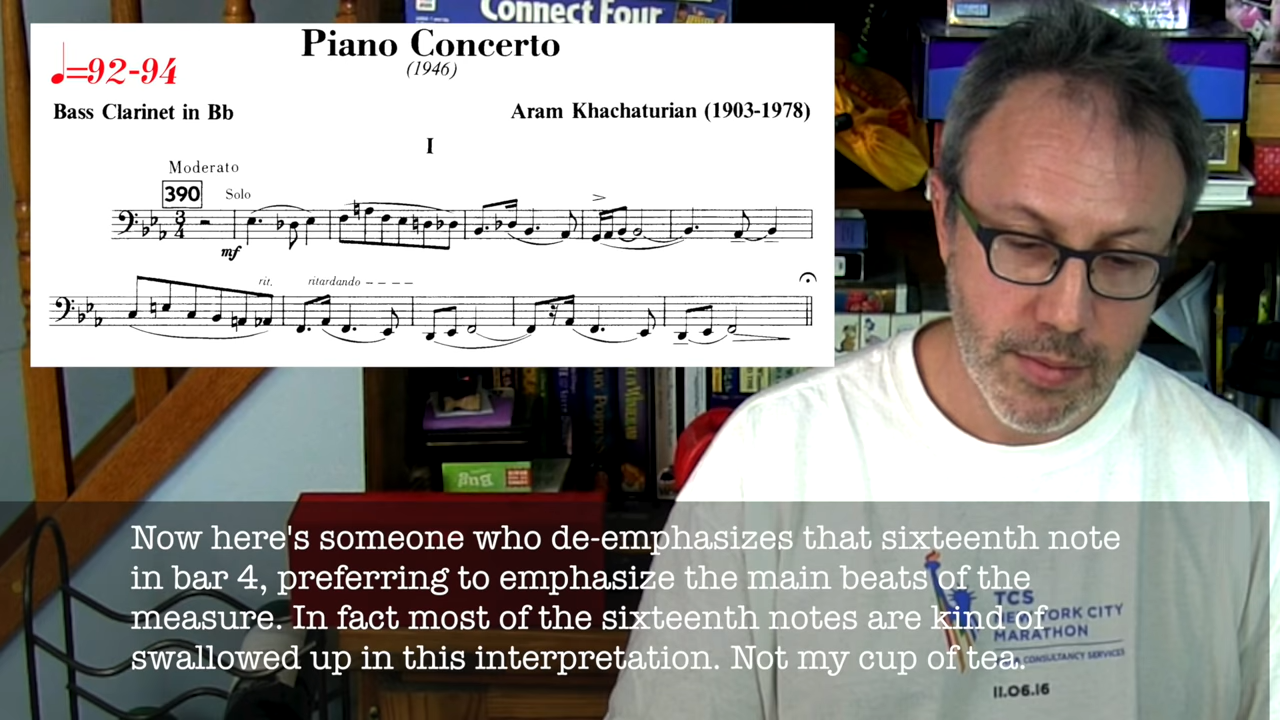 Connect Four
Piano Concerto
(1946)
=92-94
Bass Clarinet in Bb
Aram Khachaturian (1903-1978)
I
Moderato
390
Solo
3
4
mf
rit.
ritardando
Bug
Now here's someone who de-emphasizes that sixteenth note
in bar 4, preferring to emphasize the main beats of the
measure. In fact most of the sixteenth notes are kind of
swallowed up in this interpretation. Not my cup of tea.
TCS
NEW YORK CITY
MARATHON
CONSULTANCY SERVICES
11.06.16